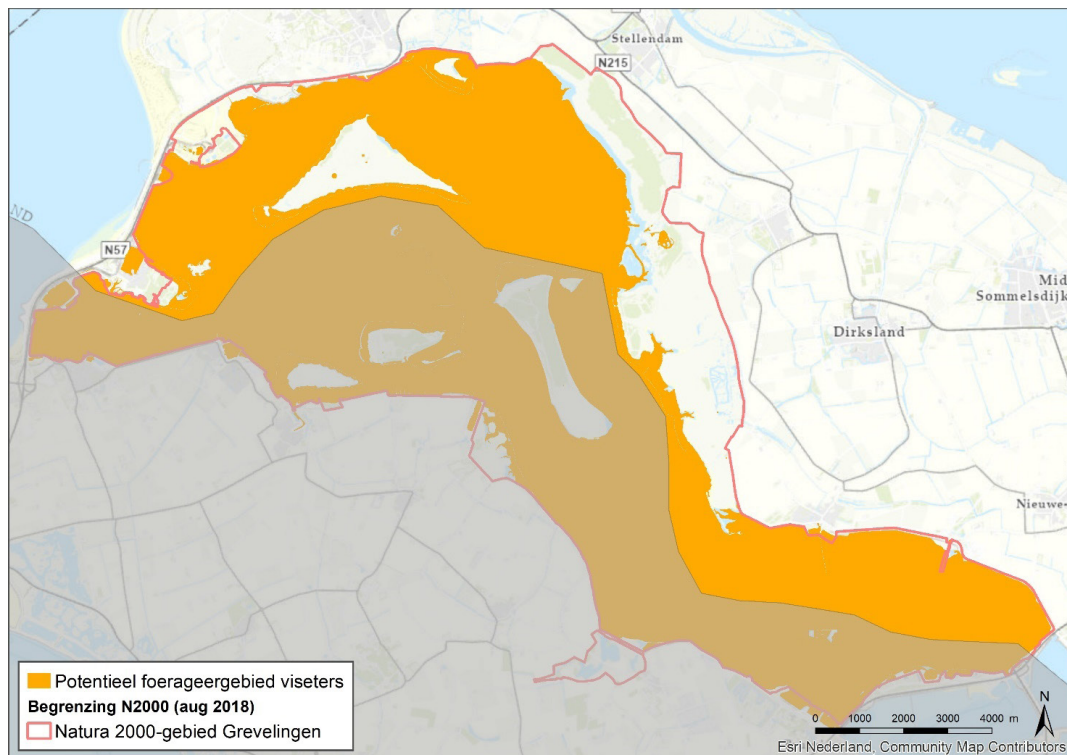 Stellendam
N215
ND
N57
Mid
Sommelsdijk
Dirksland
Nieuwe-
Potentieel foerageergebied viseters
Begrenzing N2000 (aug 2018)
Natura 2000-gebied Grevelingen
N
0 1000 2000 3000 4000 m
Esri Nederland, Community Map Contributors